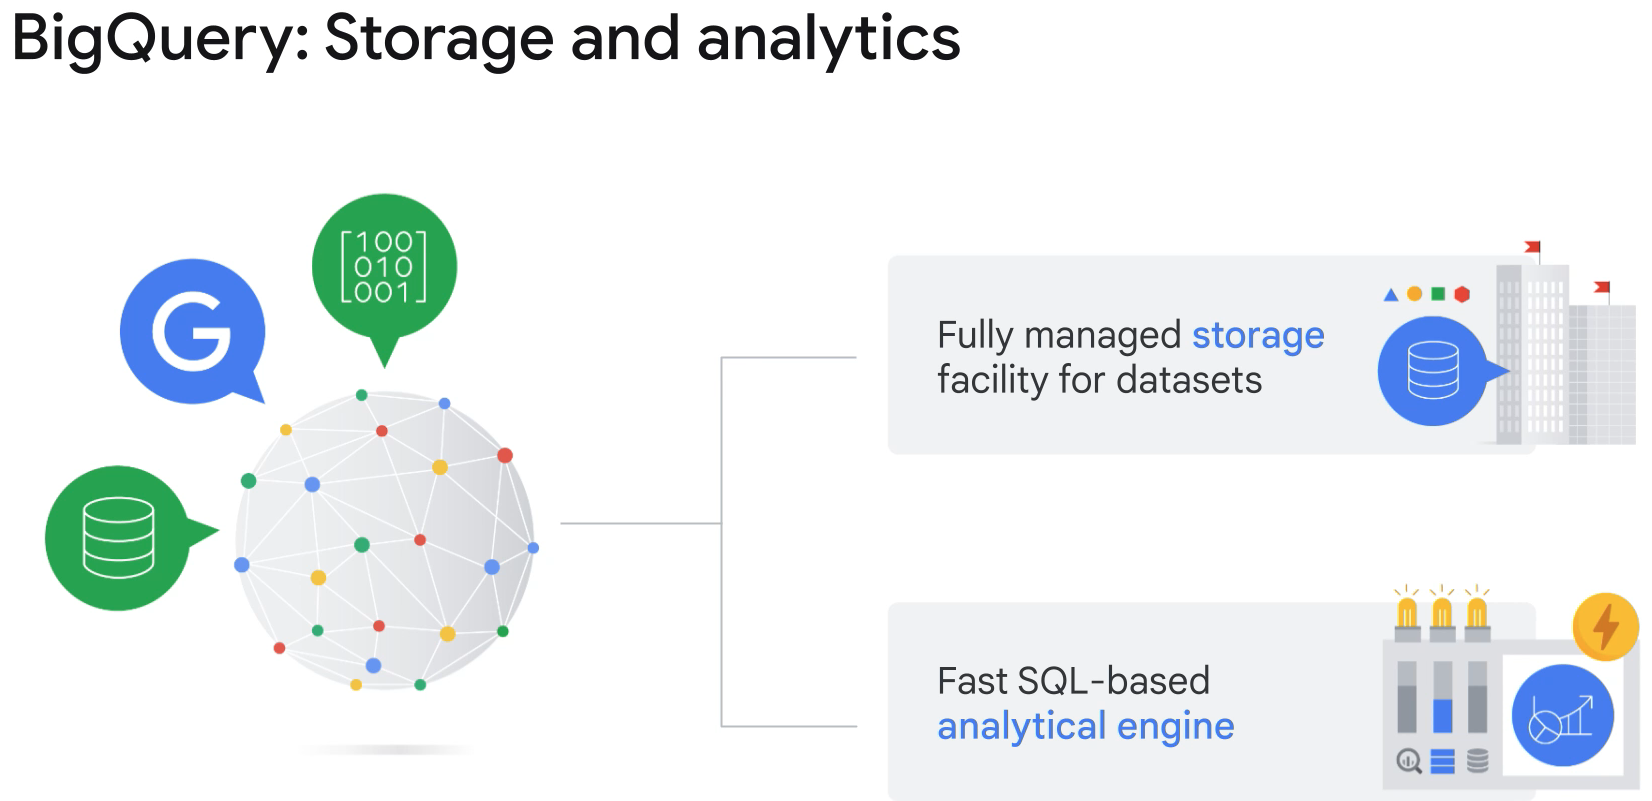 BigQuery: Storage and analytics
100
010
001
G
Fully managed storage
facility for datasets
Fast SQL-based
analytical engine